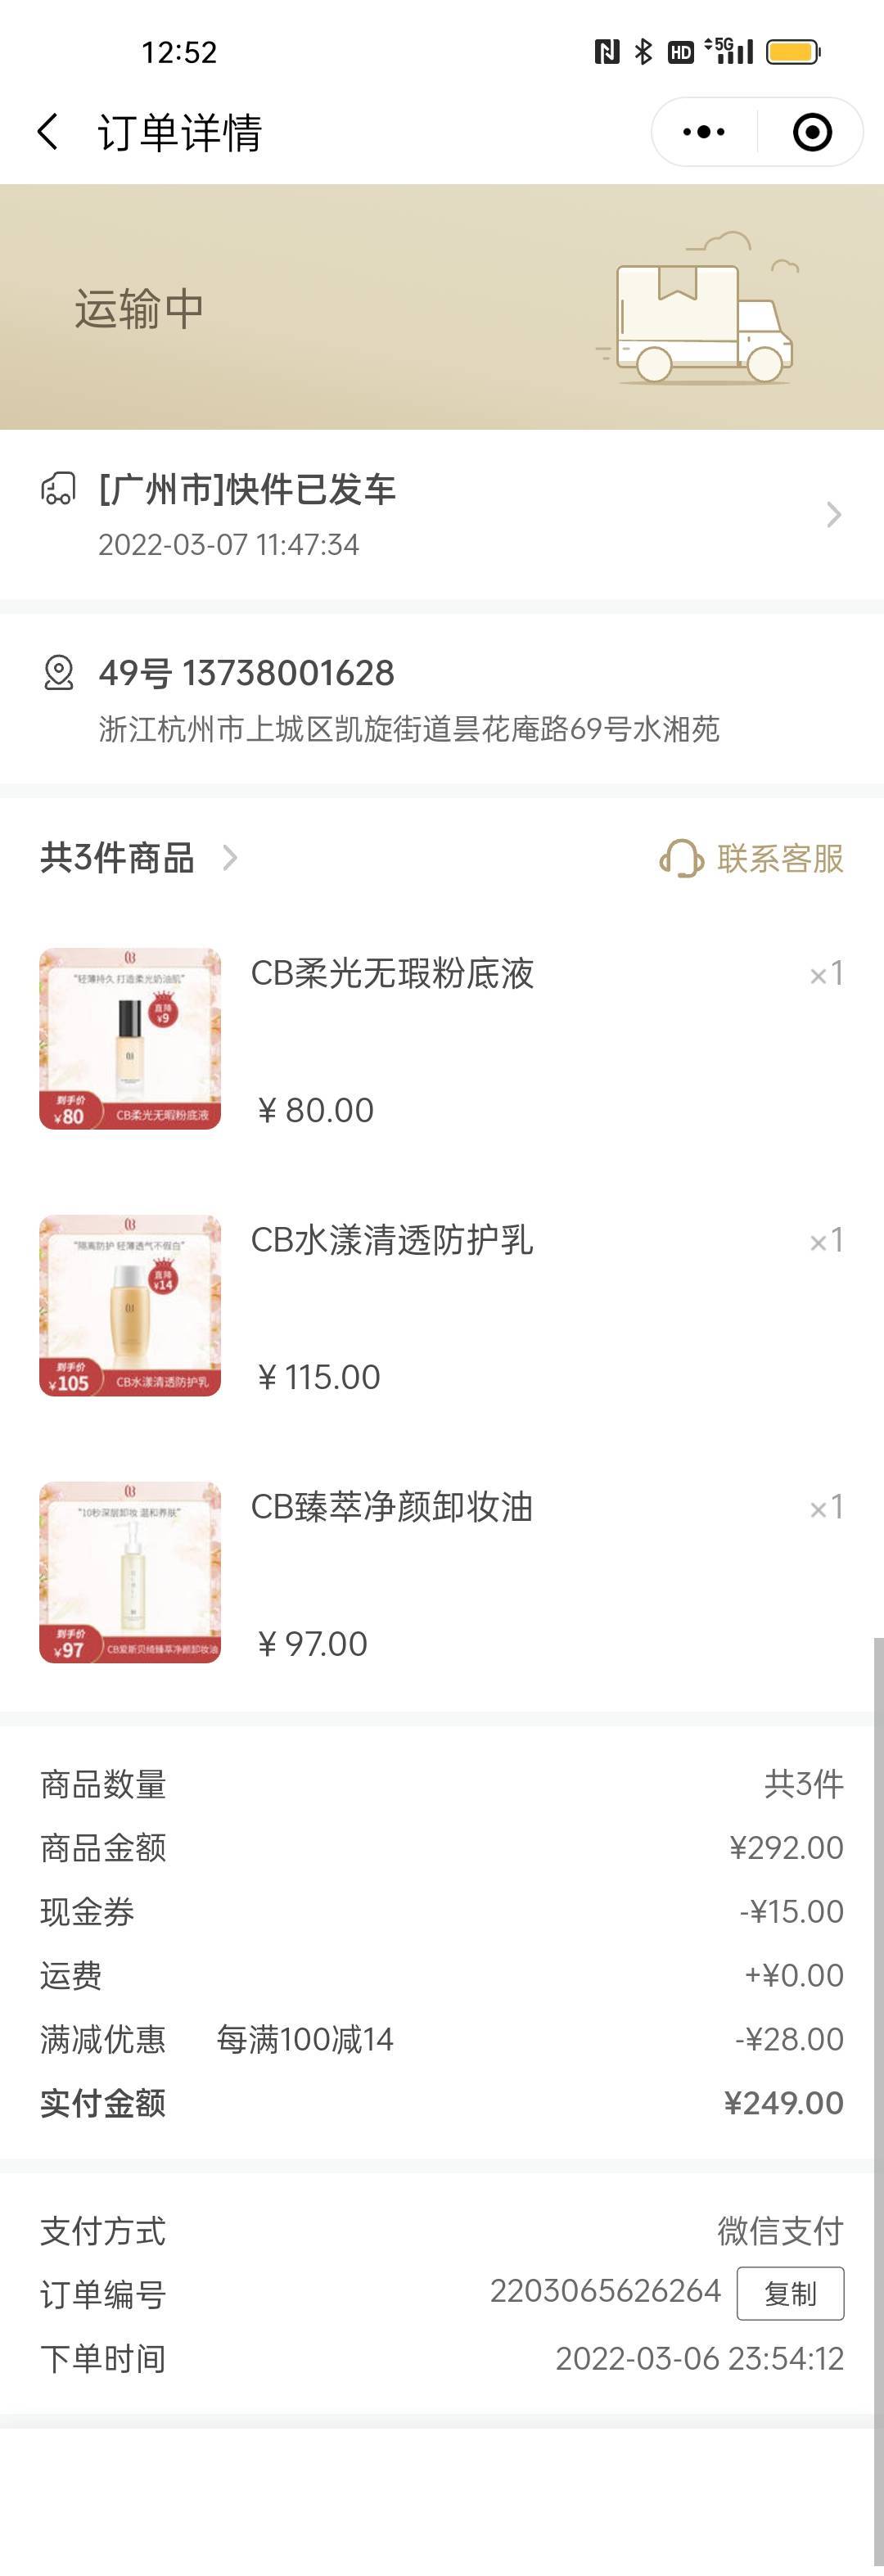 12:52
HD 5G
订单详情
运输中
[广州市]快件已发车
2022-03-07 11:47:34
49号 13738001628
浙江杭州市上城区凯旋街道昙花庵路69号水湘苑
共3件商品
联系客服
CB
“轻薄持久 打造柔光奶油肌”
直降
¥9
到手价
¥80
CB柔光无暇粉底液
CB柔光无瑕粉底液
×1
¥ 80.00
CB
“隔离防护 轻薄透气不假白”
直降
¥14
到手价
¥105
CB水漾清透防护乳
CB水漾清透防护乳
×1
¥ 115.00
CB
“10秒深层卸妆 温和养肤”
到手价
¥97
CB爱斯贝绮臻萃净颜卸妆油
CB臻萃净颜卸妆油
×1
¥ 97.00
商品数量 共3件
商品金额 ¥292.00
现金券 -¥15.00
运费 +¥0.00
满减优惠 每满100减14 -¥28.00
实付金额 ¥249.00
支付方式 微信支付
订单编号 2203065626264 复制
下单时间 2022-03-06 23:54:12